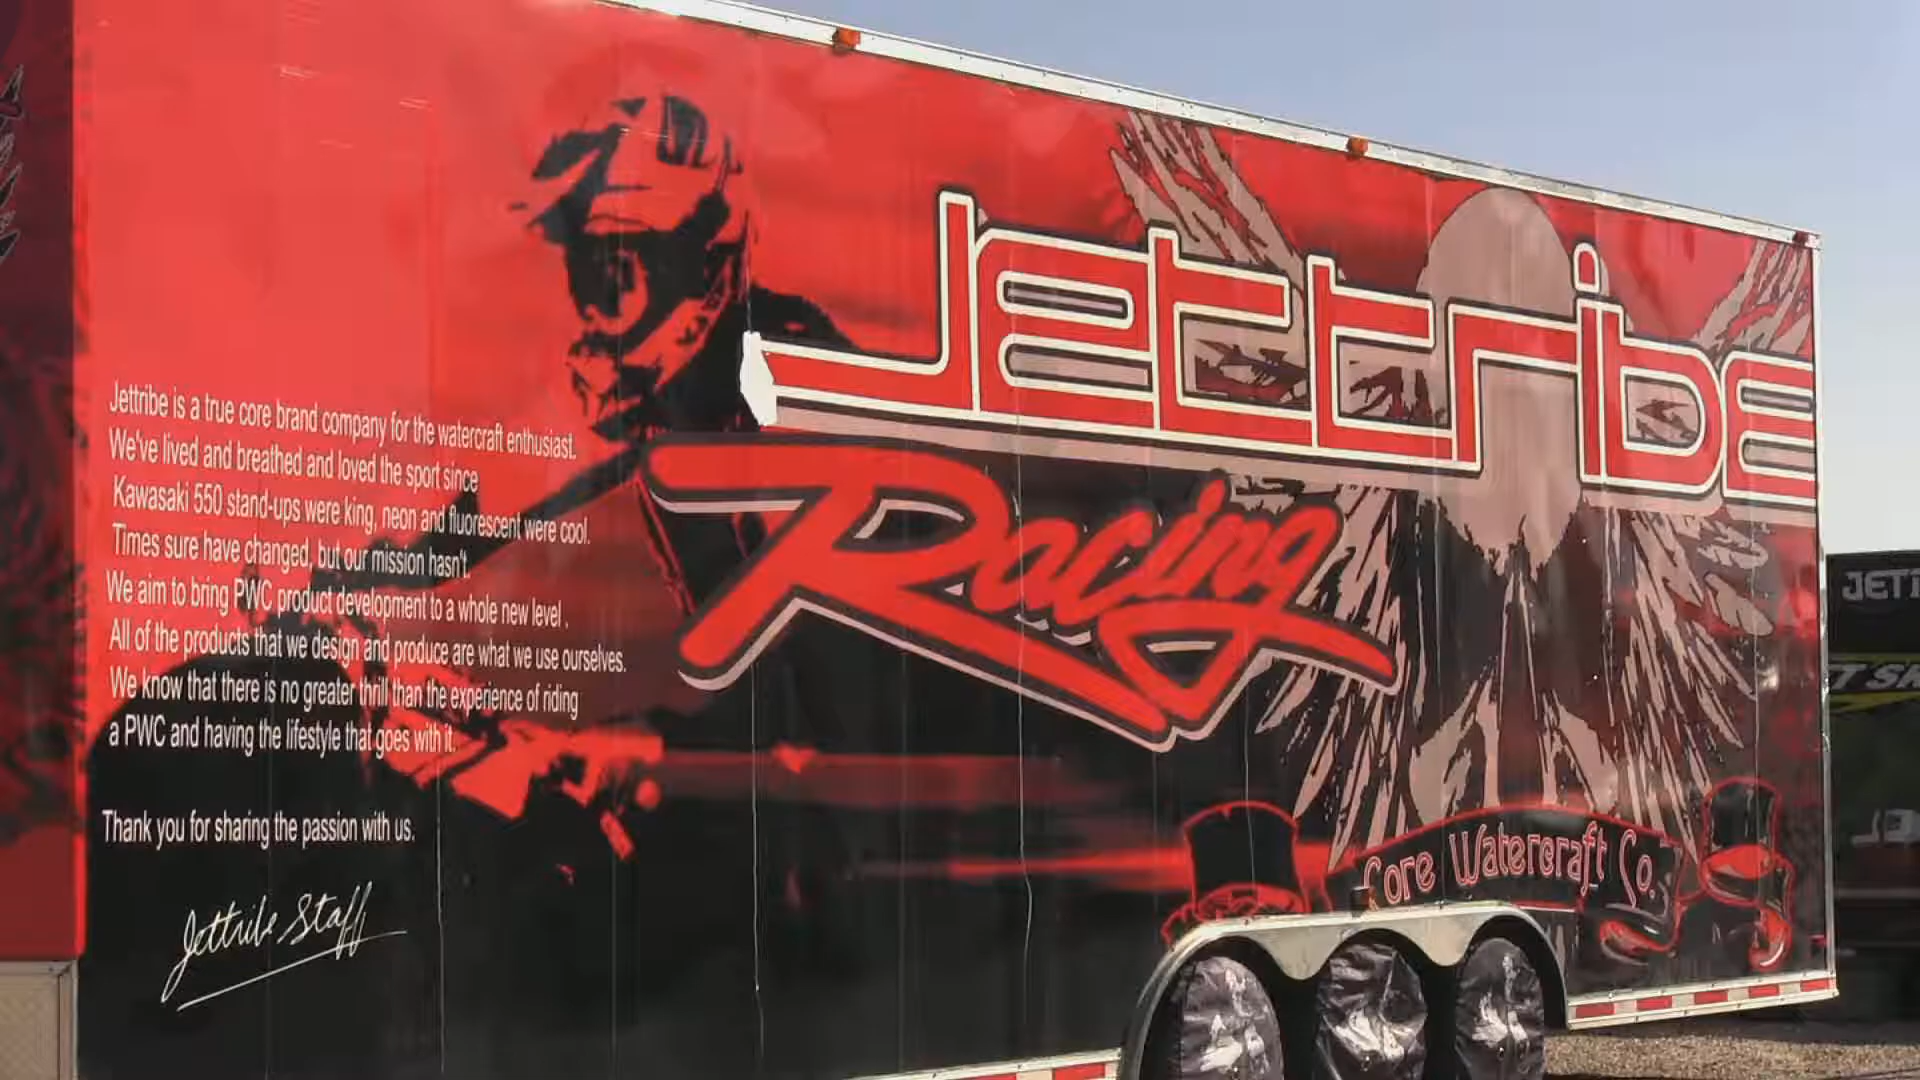 Jettribe
Racing
Jettribe is a true core brand company for the watercraft enthusiast.
We've lived and breathed and loved the sport since
Kawasaki 550 stand-ups were king, neon and fluorescent were cool.
Times sure have changed, but our mission hasn't.
We aim to bring PWC product development to a whole new level .
All of the products that we design and produce are what we use ourselves.
We know that there is no greater thrill than the experience of riding
a PWC and having the lifestyle that goes with it.
Thank you for sharing the passion with us.
Jettribe Staff
Core Watercraft Co.